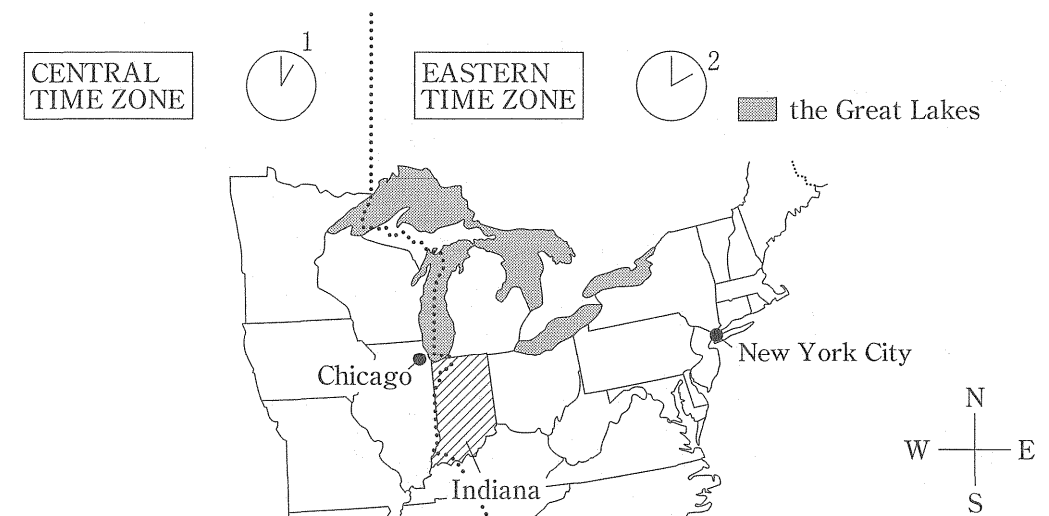 CENTRAL
TIME ZONE
1
EASTERN
TIME ZONE
2
the Great Lakes
Chicago
New York City
Indiana
N
W
E
S